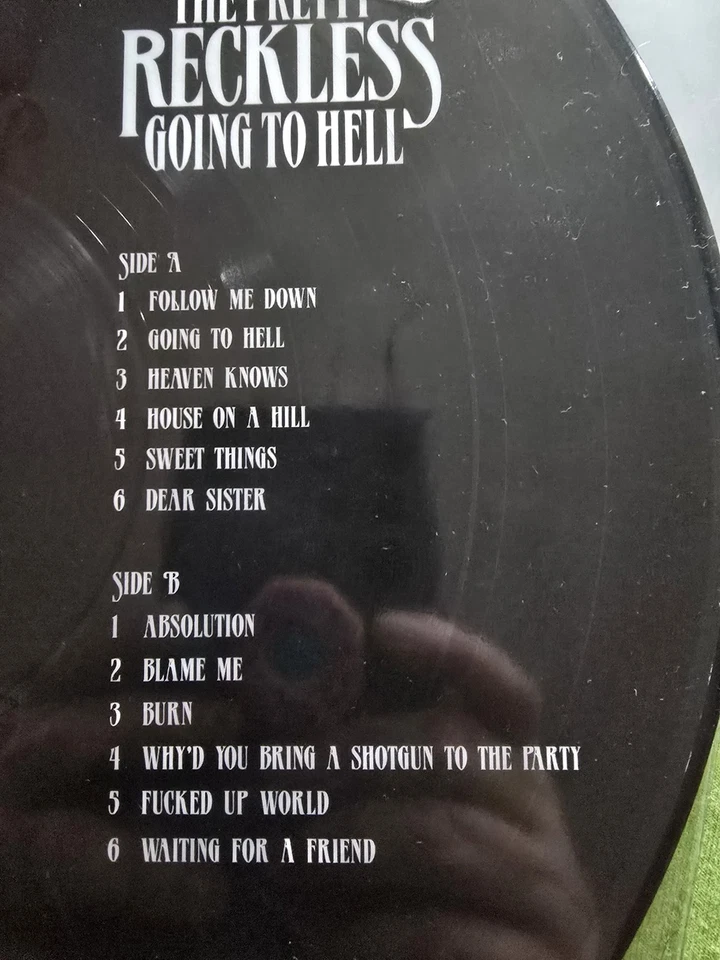 THE PRETTY
RECKLESS
GOING TO HELL
SIDE A
1 FOLLOW ME DOWN
2 GOING TO HELL
3 HEAVEN KNOWS
4 HOUSE ON A HILL
5 SWEET THINGS
6 DEAR SISTER
SIDE B
1 ABSOLUTION
2 BLAME ME
3 BURN
4 WHY'D YOU BRING A SHOTGUN TO THE PARTY
5 FUCKED UP WORLD
6 WAITING FOR A FRIEND